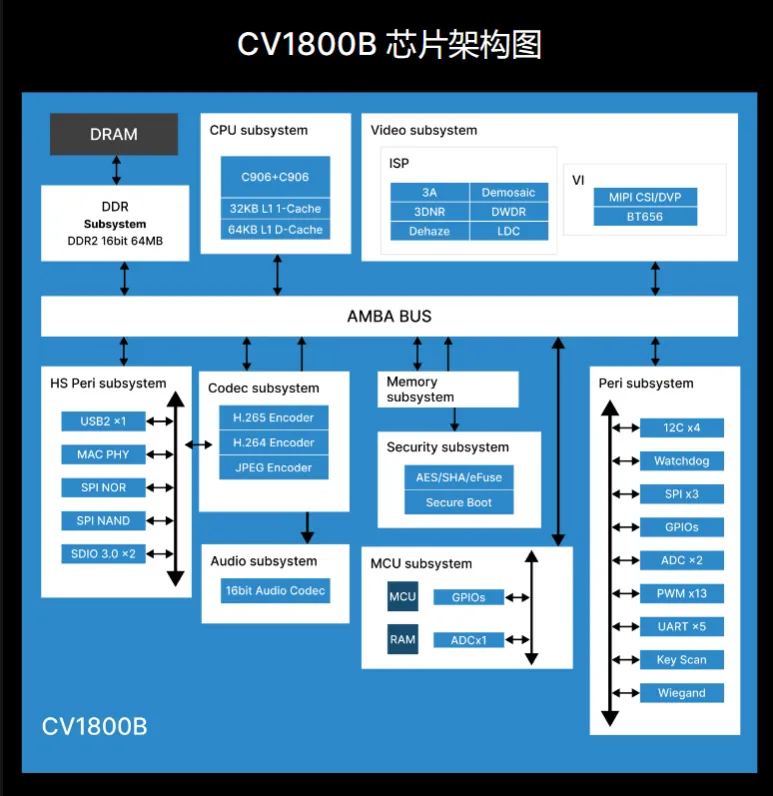 CV1800B 芯片架构图
DRAM
DDR
Subsystem
DDR2 16bit 64MB
CPU subsystem
C906+C906
32KB L1 1-Cache
64KB L1 D-Cache
Video subsystem
ISP
3A
Demosaic
3DNR
DWDR
Dehaze
LDC
VI
MIPI CSI/DVP
BT656
AMBA BUS
HS Peri subsystem
USB2 ×1
MAC PHY
SPI NOR
SPI NAND
SDIO 3.0 ×2
Codec subsystem
H.265 Encoder
H.264 Encoder
JPEG Encoder
Audio subsystem
16bit Audio Codec
Memory
subsystem
Security subsystem
AES/SHA/eFuse
Secure Boot
MCU subsystem
MCU
GPIOs
RAM
ADCx1
Peri subsystem
12C x4
Watchdog
SPI x3
GPIOs
ADC ×2
PWM x13
UART ×5
Key Scan
Wiegand
CV1800B